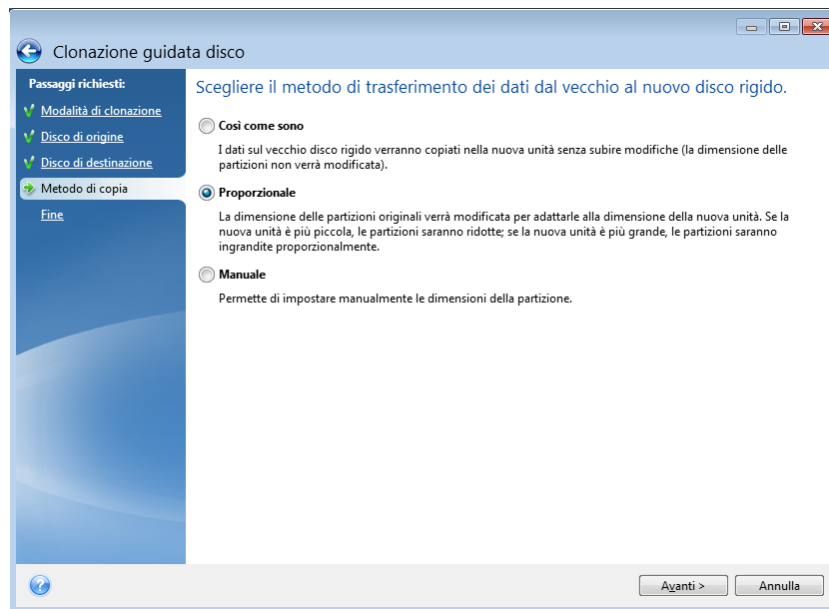 Clonazione guidata disco
Passaggi richiesti:
Modalità di clonazione
Disco di origine
Disco di destinazione
Metodo di copia
Fine
Scegliere il metodo di trasferimento dei dati dal vecchio al nuovo disco rigido.
Così come sono
I dati sul vecchio disco rigido verranno copiati nella nuova unità senza subire modifiche (la dimensione delle
partizioni non verrà modificata).
Proporzionale
La dimensione delle partizioni originali verrà modificata per adattarle alla dimensione della nuova unità. Se la
nuova unità è più piccola, le partizioni saranno ridotte; se la nuova unità è più grande, le partizioni saranno
ingrandite proporzionalmente.
Manuale
Permette di impostare manualmente le dimensioni della partizione.
?
Avanti >
Annulla